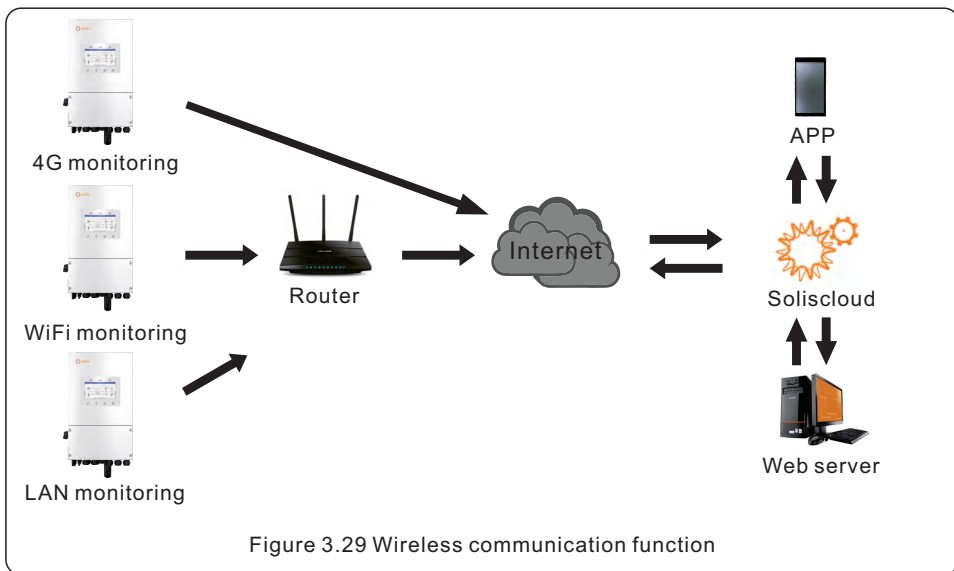 4G monitoring
APP
Internet
Router
WiFi monitoring
Soliscloud
LAN monitoring
Web server
Figure 3.29 Wireless communication function